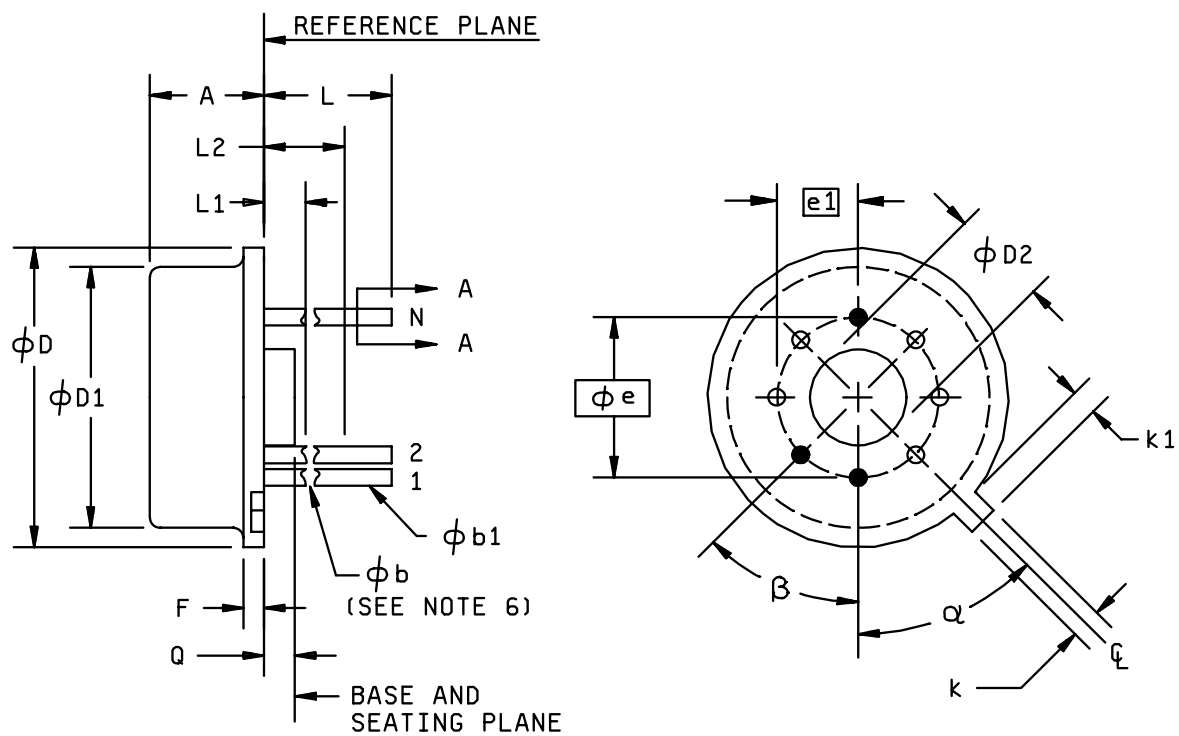 REFERENCE PLANE
A
L
L2
L1
e1
ϕD2
A
N
A
ϕD
ϕD1
ϕe
k1
2
1
ϕb1
ϕb
(SEE NOTE 6)
β
α
F
Q
℄
k
BASE AND
SEATING PLANE